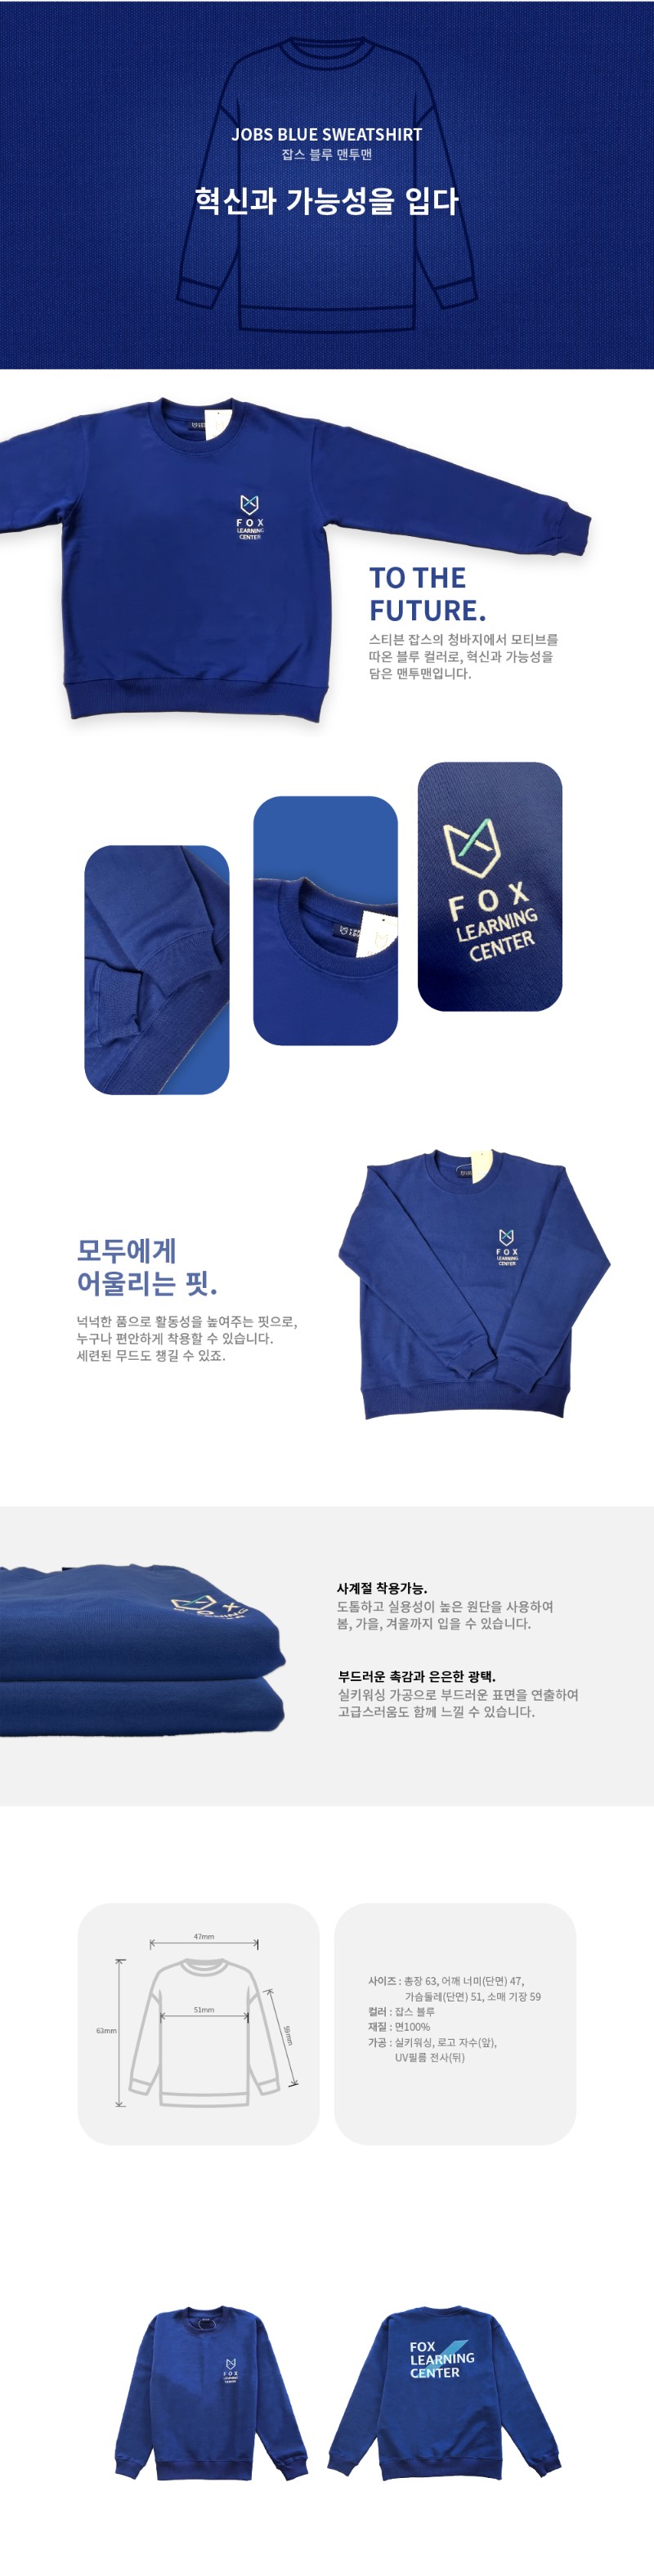 JOBS BLUE SWEATSHIRT
잡스 블루 맨투맨
혁신과 가능성을 입다
FOX
LEARNING
CENTER
TO THE
FUTURE.
스티븐 잡스의 청바지에서 모티브를
따온 블루 컬러로, 혁신과 가능성을
담은 맨투맨입니다.
FOX
LEARNING
CENTER
모두에게
어울리는 핏.
넉넉한 품으로 활동성을 높여주는 핏으로,
누구나 편안하게 착용할 수 있습니다.
세련된 무드도 챙길 수 있죠.
FOX
LEARNING
CENTER
사계절 착용가능.
도톰하고 실용성이 높은 원단을 사용하여
봄, 가을, 겨울까지 입을 수 있습니다.
부드러운 촉감과 은은한 광택.
실키워싱 가공으로 부드러운 표면을 연출하여
고급스러움도 함께 느낄 수 있습니다.
47mm
51mm
63mm
59mm
사이즈 : 총장 63, 어깨 너미(단면) 47,
가슴둘레(단면) 51, 소매 기장 59
컬러 : 잡스 블루
재질 : 면100%
가공 : 실키워싱, 로고 자수(앞),
UV필름 전사(뒤)
FOX
LEARNING
CENTER
FOX
LEARNING
CENTER